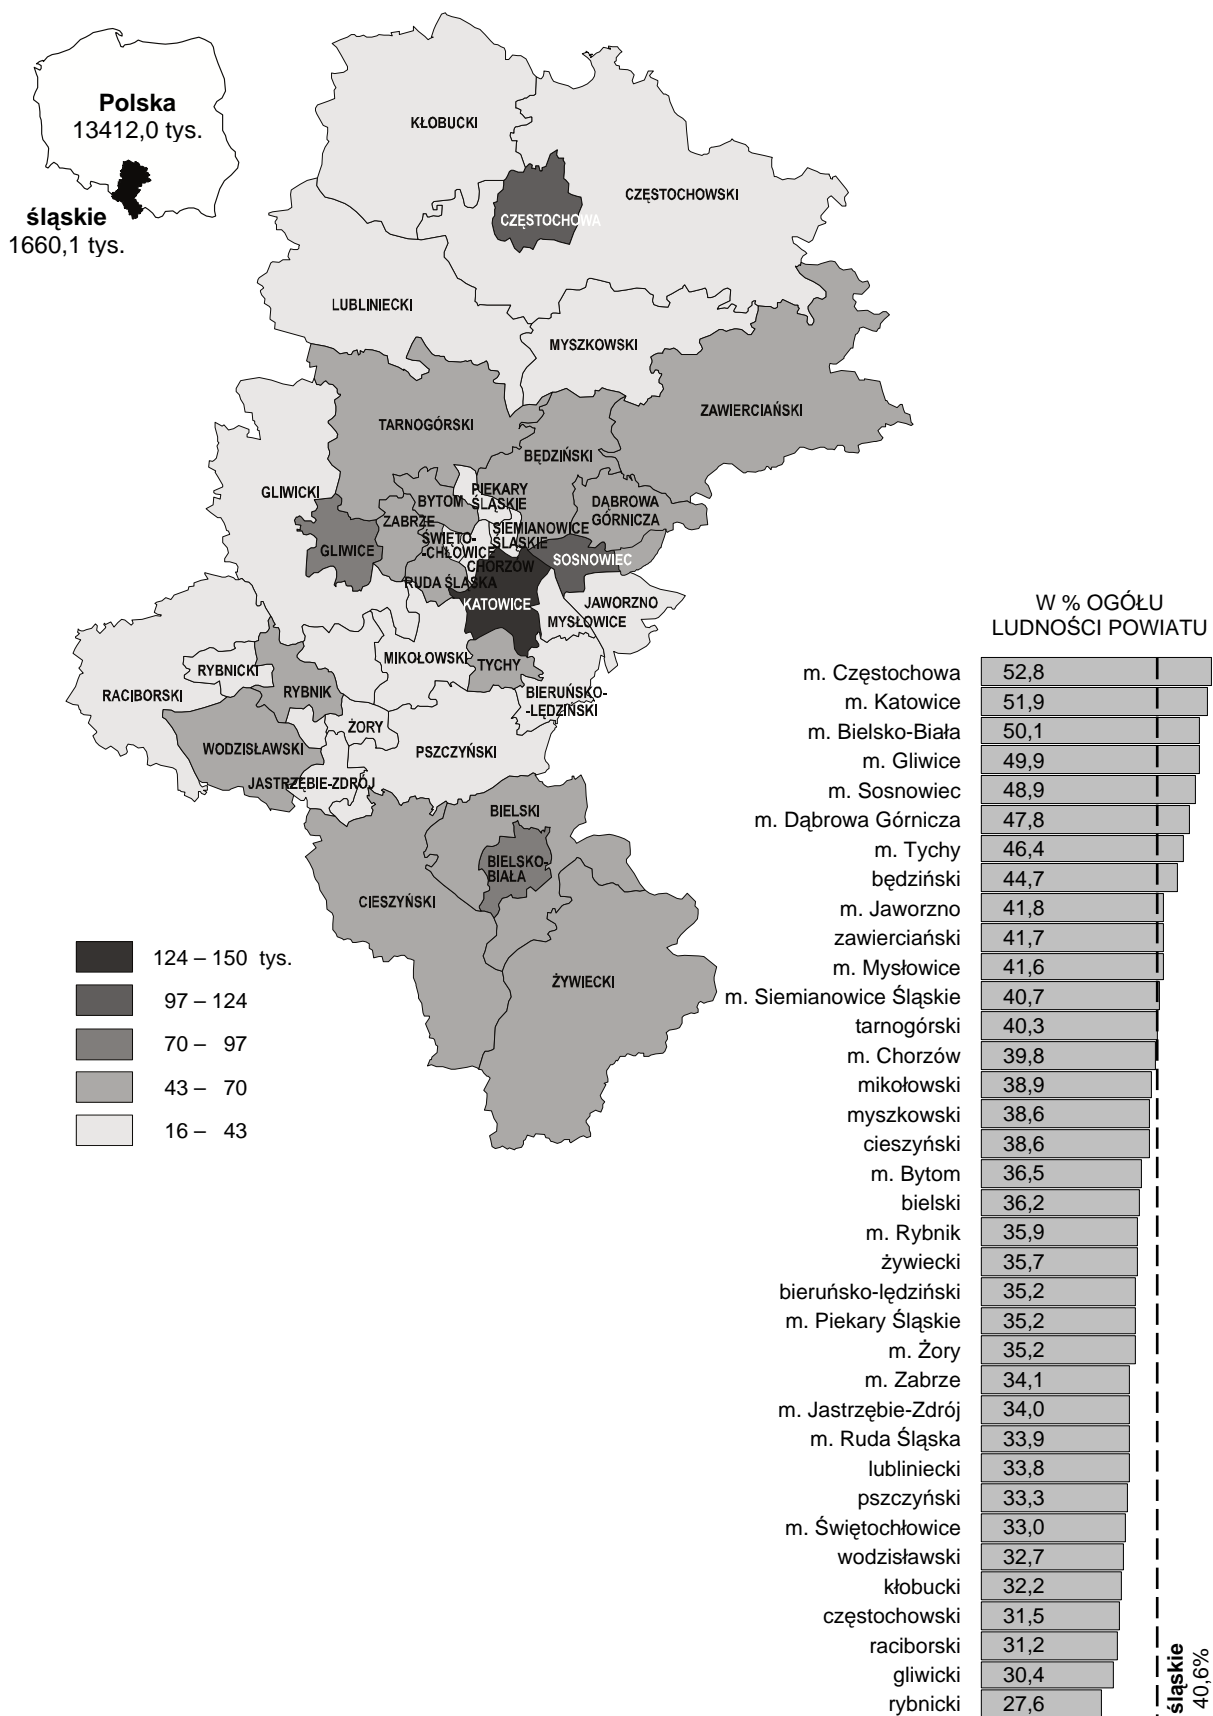 Polska
13412,0 tys.
śląskie
1660,1 tys.
KŁOBUCKI
CZĘSTOCHOWSKI
CZĘSTOCHOWA
LUBLINIECKI
MYSZKOWSKI
ZAWIERCIAŃSKI
TARNOGÓRSKI
BĘDZIŃSKI
GLIWICKI
BYTOM
PIEKARY
ŚLĄSKIE
DĄBROWA
GÓRNICZA
ZABRZE
GLIWICE
ŚWIĘTO-
-CHŁOWICE
SIEMIANOWICE
ŚLĄSKIE
SOSNOWIEC
CHORZÓW
RUDA ŚLĄSKA
KATOWICE
JAWORZNO
MYSŁOWICE
MIKOŁOWSKI
TYCHY
RYBNICKI
RACIBORSKI
RYBNIK
BIERUŃSKO-
-LĘDZIŃSKI
ŻORY
WODZISŁAWSKI
PSZCZYŃSKI
JASTRZĘBIE-ZDRÓJ
BIELSKI
BIELSKO-
BIAŁA
CIESZYŃSKI
ŻYWIECKI
124 – 150 tys.
97 – 124
70 – 97
43 – 70
16 – 43
W % OGÓŁU
LUDNOŚCI POWIATU
m. Częstochowa 52,8
m. Katowice 51,9
m. Bielsko-Biała 50,1
m. Gliwice 49,9
m. Sosnowiec 48,9
m. Dąbrowa Górnicza 47,8
m. Tychy 46,4
będziński 44,7
m. Jaworzno 41,8
zawierciański 41,7
m. Mysłowice 41,6
m. Siemianowice Śląskie 40,7
tarnogórski 40,3
m. Chorzów 39,8
mikołowski 38,9
myszkowski 38,6
cieszyński 38,6
m. Bytom 36,5
bielski 36,2
m. Rybnik 35,9
żywiecki 35,7
bieruńsko-lędziński 35,2
m. Piekary Śląskie 35,2
m. Żory 35,2
m. Zabrze 34,1
m. Jastrzębie-Zdrój 34,0
m. Ruda Śląska 33,9
lubliniecki 33,8
pszczyński 33,3
m. Świętochłowice 33,0
wodzisławski 32,7
kłobucki 32,2
częstochowski 31,5
raciborski 31,2
gliwicki 30,4
rybnicki 27,6
śląskie
40,6%